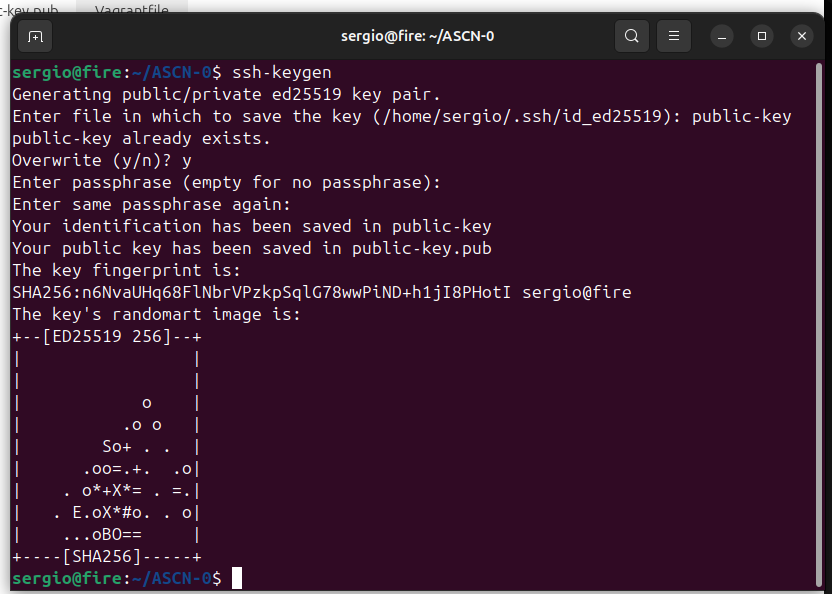 c-key.pub Vagrantfile
sergio@fire: ~/ASCN-0
sergio@fire:~/ASCN-0$ ssh-keygen
Generating public/private ed25519 key pair.
Enter file in which to save the key (/home/sergio/.ssh/id_ed25519): public-key
public-key already exists.
Overwrite (y/n)? y
Enter passphrase (empty for no passphrase):
Enter same passphrase again:
Your identification has been saved in public-key
Your public key has been saved in public-key.pub
The key fingerprint is:
SHA256:n6NvaUHq68FlNbrVPzkpSqlG78wwPiND+h1jI8PHotI sergio@fire
The key's randomart image is:
+--[ED25519 256]--+
|                 |
|                 |
|            o    |
|          .o o   |
|        So+ . .  |
|      .oo=.+.  .o|
|    . o*+X*= . =.|
|   . E.oX*#o. . o|
|    ...oBO==     |
+----[SHA256]-----+
sergio@fire:~/ASCN-0$